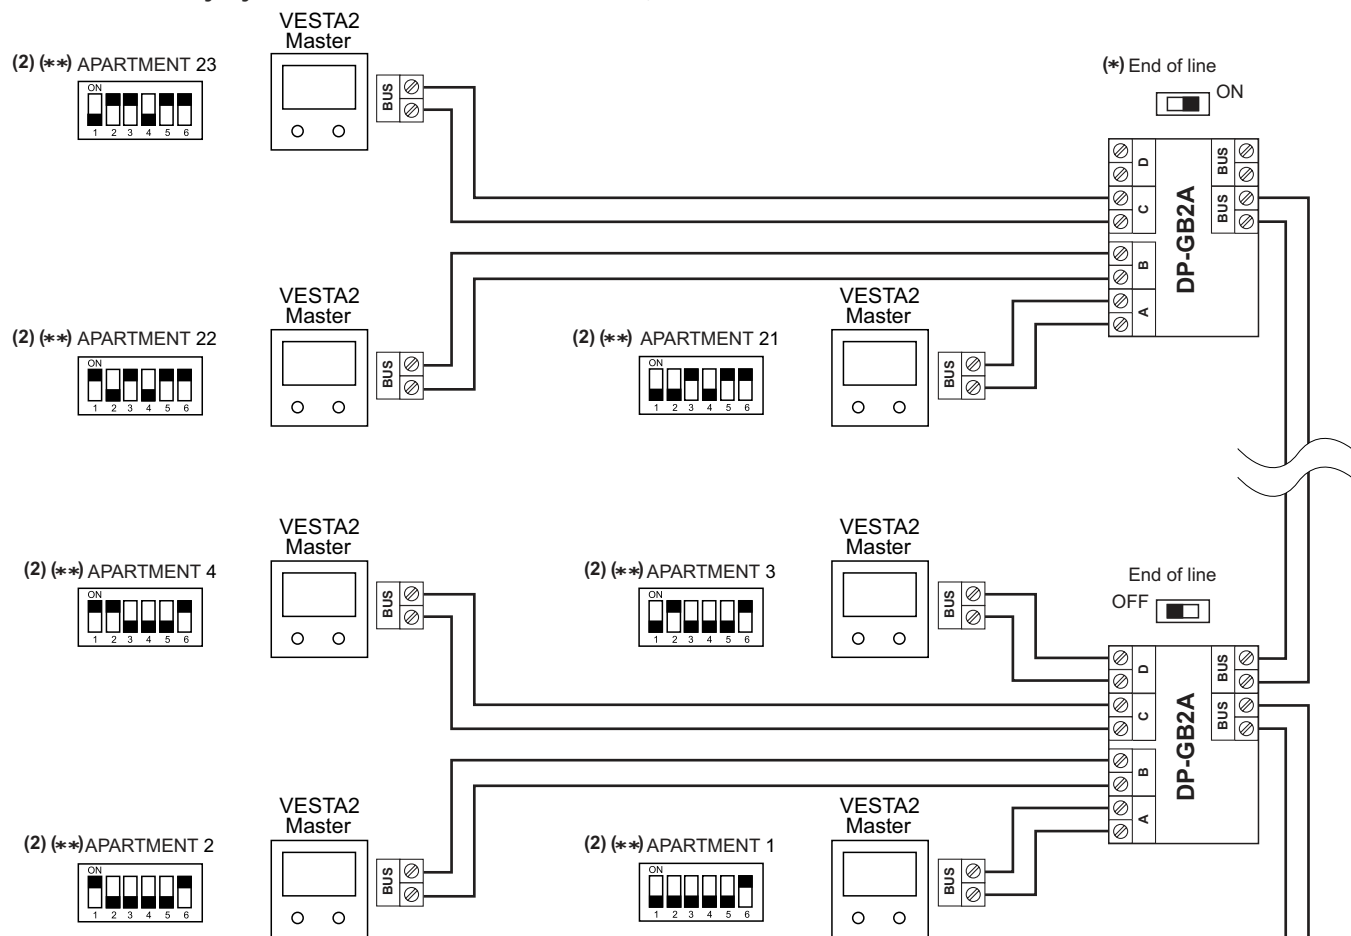 VESTA2
Master
(2) (**) APARTMENT 23
ON
1 2 3 4 5 6
BUS
(*) End of line
ON
D
C
B
A
DP-GB2A
BUS
BUS
VESTA2
Master
(2) (**) APARTMENT 22
ON
1 2 3 4 5 6
BUS
VESTA2
Master
(2) (**) APARTMENT 21
ON
1 2 3 4 5 6
BUS
VESTA2
Master
(2) (**) APARTMENT 4
ON
1 2 3 4 5 6
BUS
VESTA2
Master
(2) (**) APARTMENT 3
ON
1 2 3 4 5 6
BUS
End of line
OFF
D
C
B
A
DP-GB2A
BUS
BUS
VESTA2
Master
(2) (**) APARTMENT 2
ON
1 2 3 4 5 6
BUS
VESTA2
Master
(2) (**) APARTMENT 1
ON
1 2 3 4 5 6
BUS